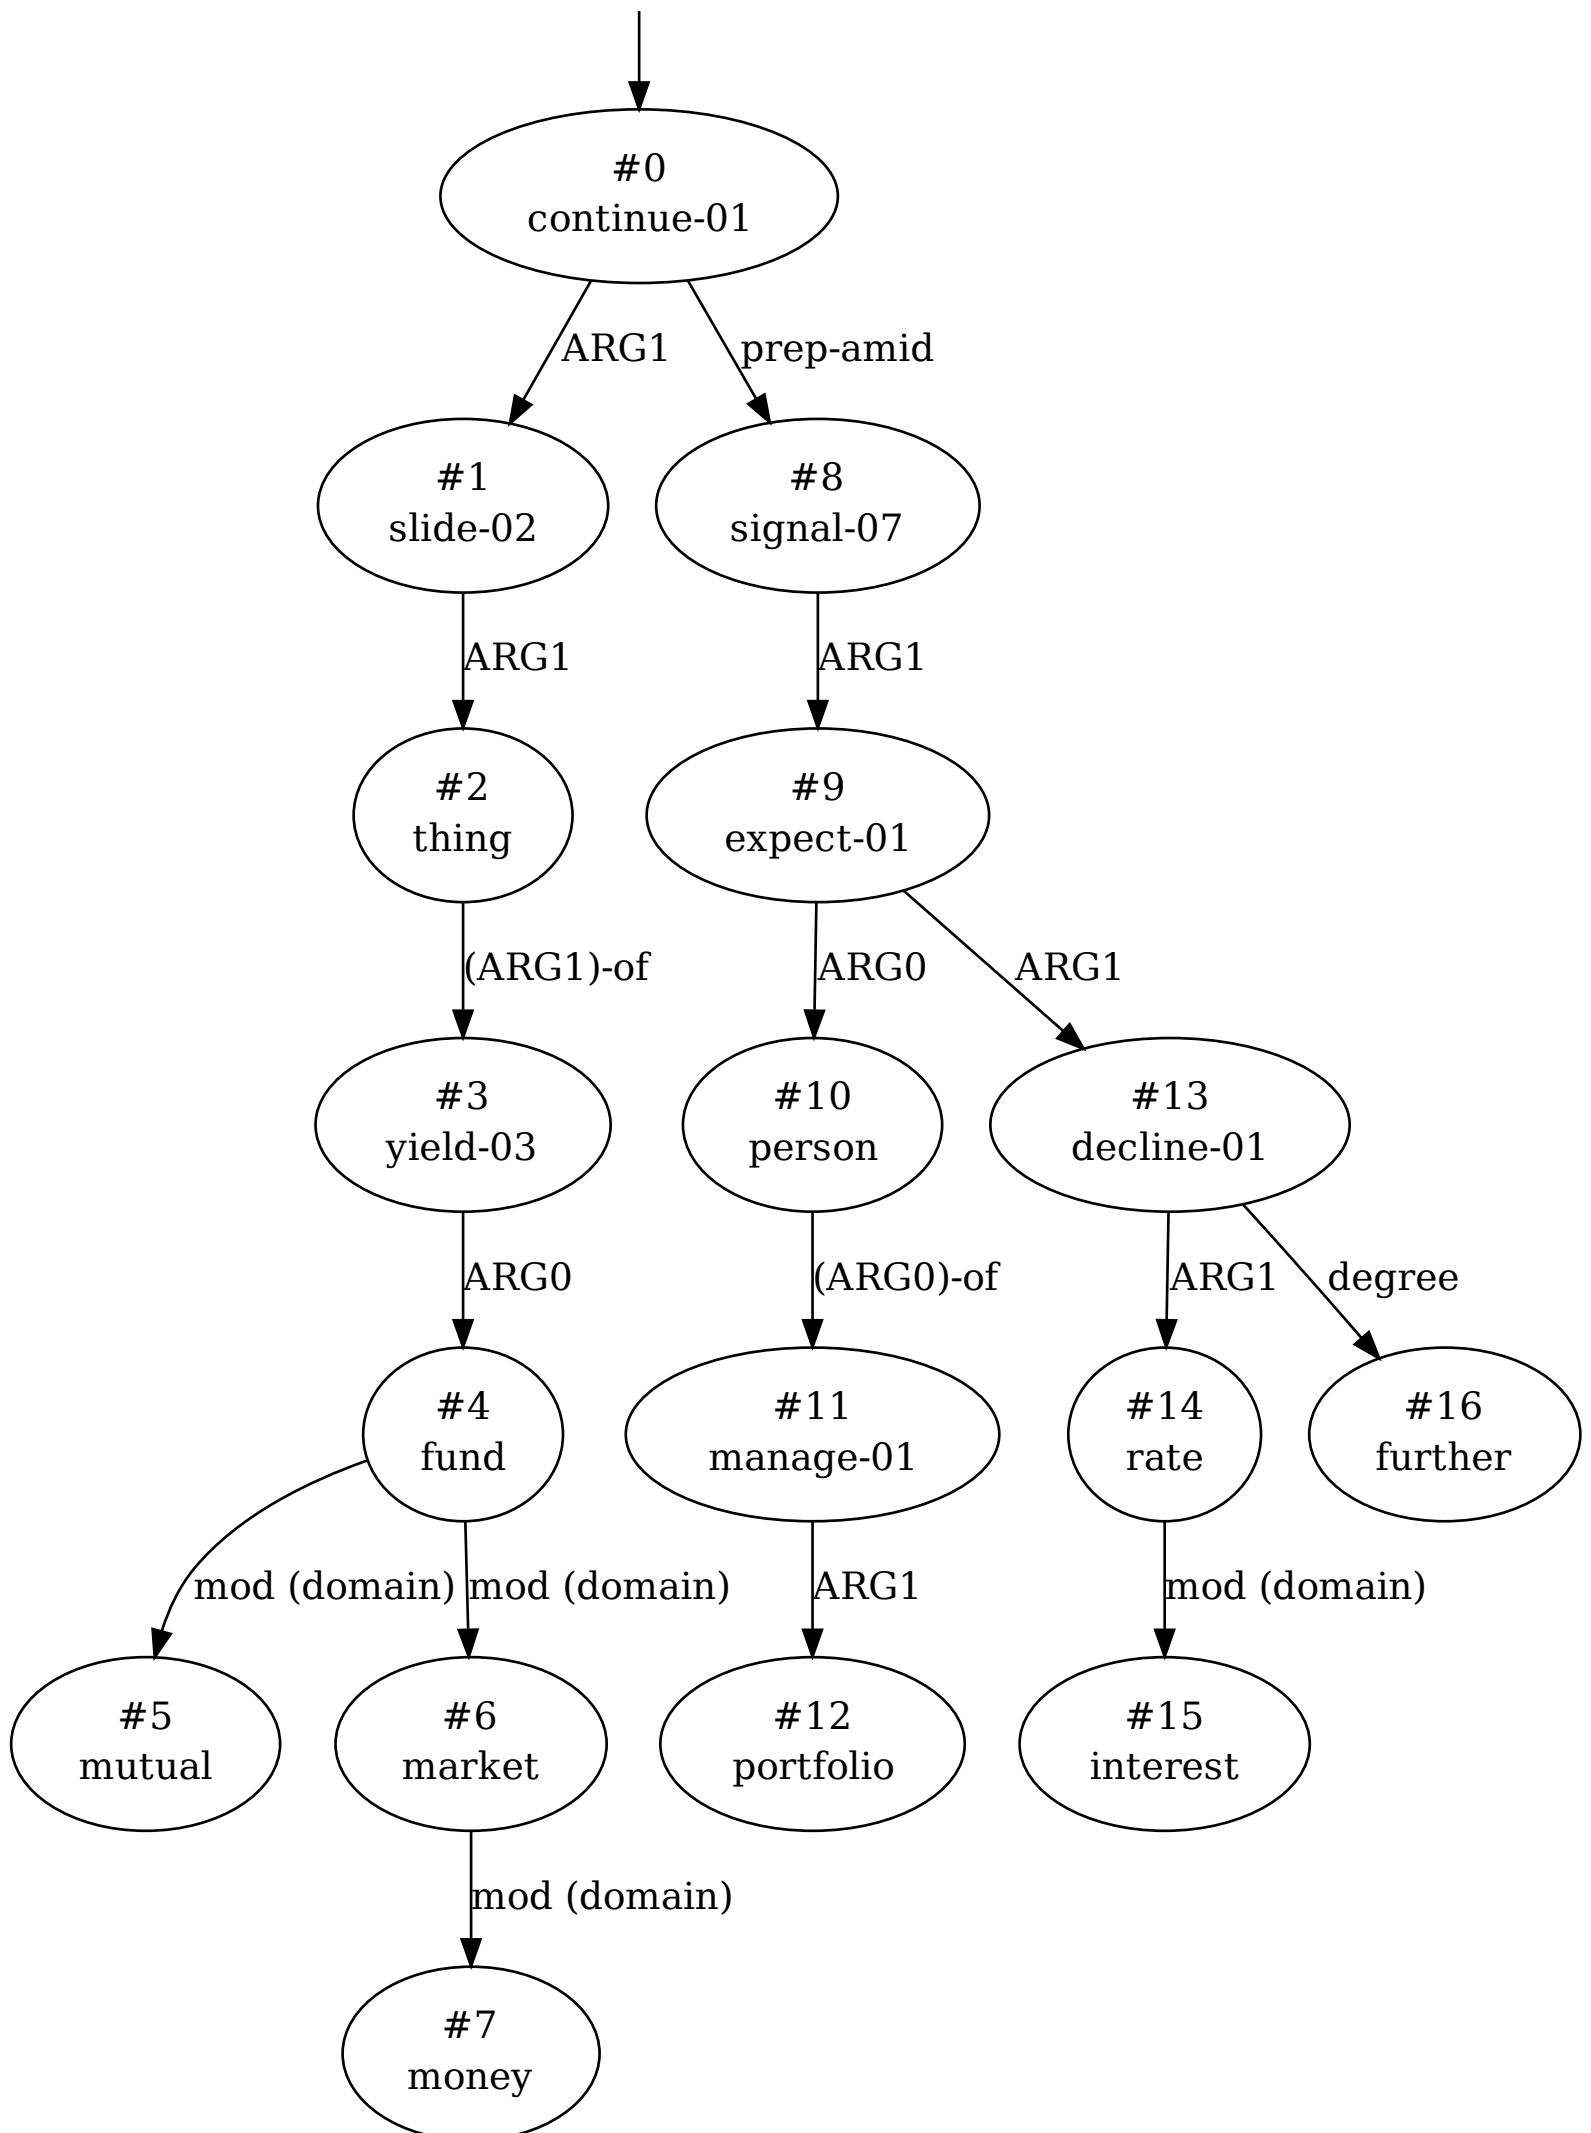 #0
continue-01
ARG1
prep-amid
#1
slide-02
#8
signal-07
ARG1
ARG1
#2
thing
#9
expect-01
(ARG1)-of
ARG0
ARG1
#3
yield-03
#10
person
#13
decline-01
ARG0
(ARG0)-of
ARG1
degree
#4
fund
#11
manage-01
#14
rate
#16
further
mod (domain)
mod (domain)
ARG1
mod (domain)
#5
mutual
#6
market
#12
portfolio
#15
interest
mod (domain)
#7
money